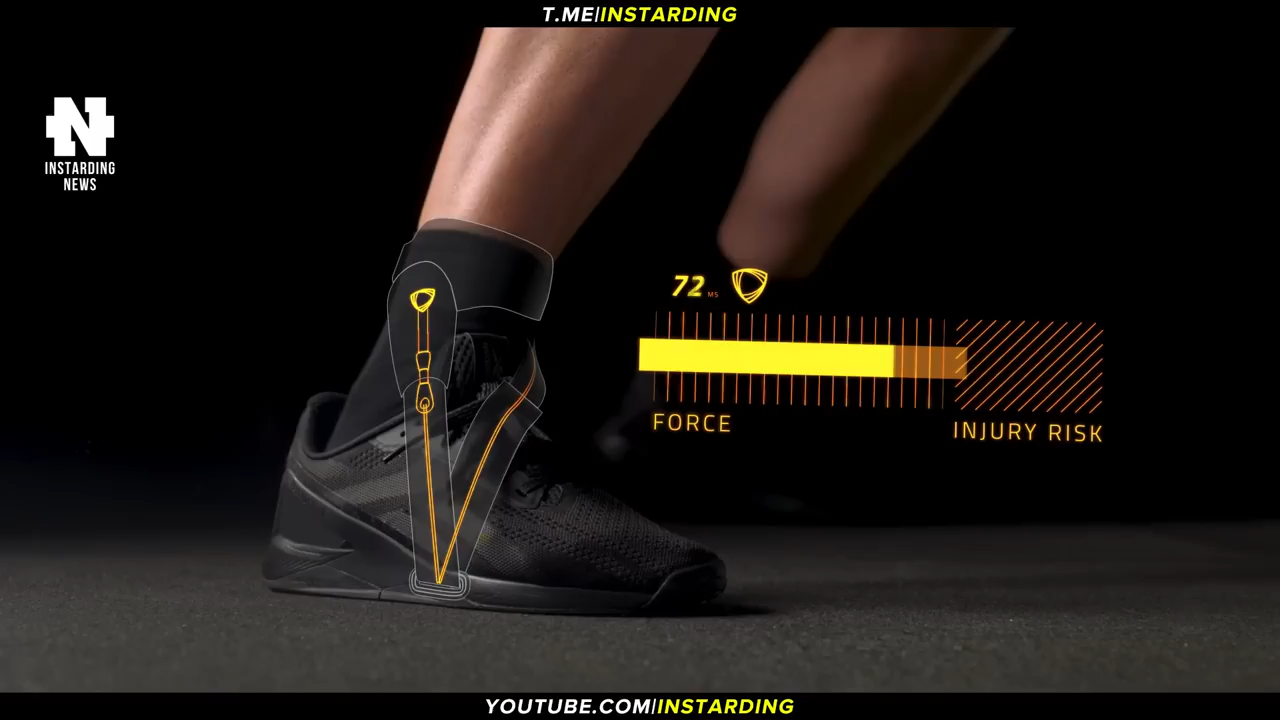 T.ME|INSTARDING
N
INSTARDING
NEWS
72 MS
FORCE
INJURY RISK
YOUTUBE.COM|INSTARDING